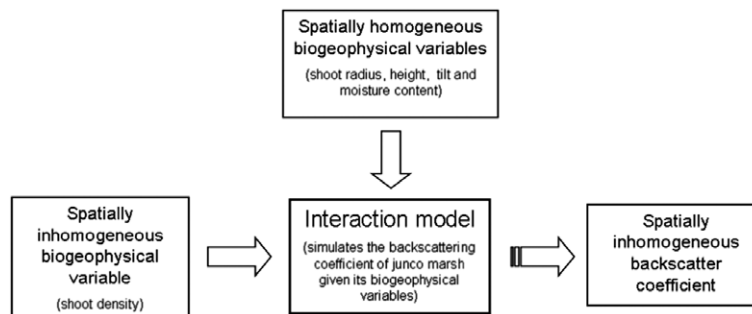 Spatially homogeneous
biogeophysical variables
(shoot radius, height, tilt and
moisture content)
Spatially
inhomogeneous
biogeophysical
variable
(shoot density)
Interaction model
(simulates the backscattering
coefficient of junco marsh
given its biogeophysical
variables)
Spatially
inhomogeneous
backscatter
coefficient